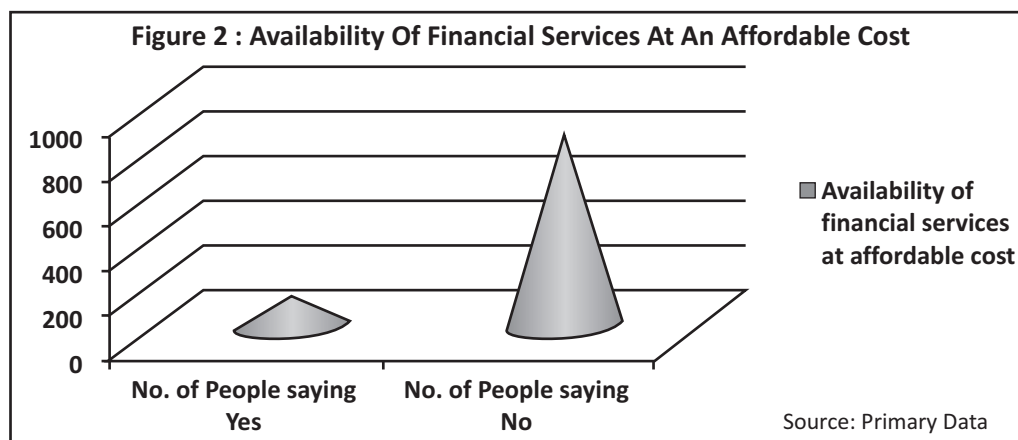 Figure 2 : Availability Of Financial Services At An Affordable Cost
1000
800
600
400
200
0
No. of People saying
Yes
No. of People saying
No
Availability of
financial services
at affordable cost
Source: Primary Data